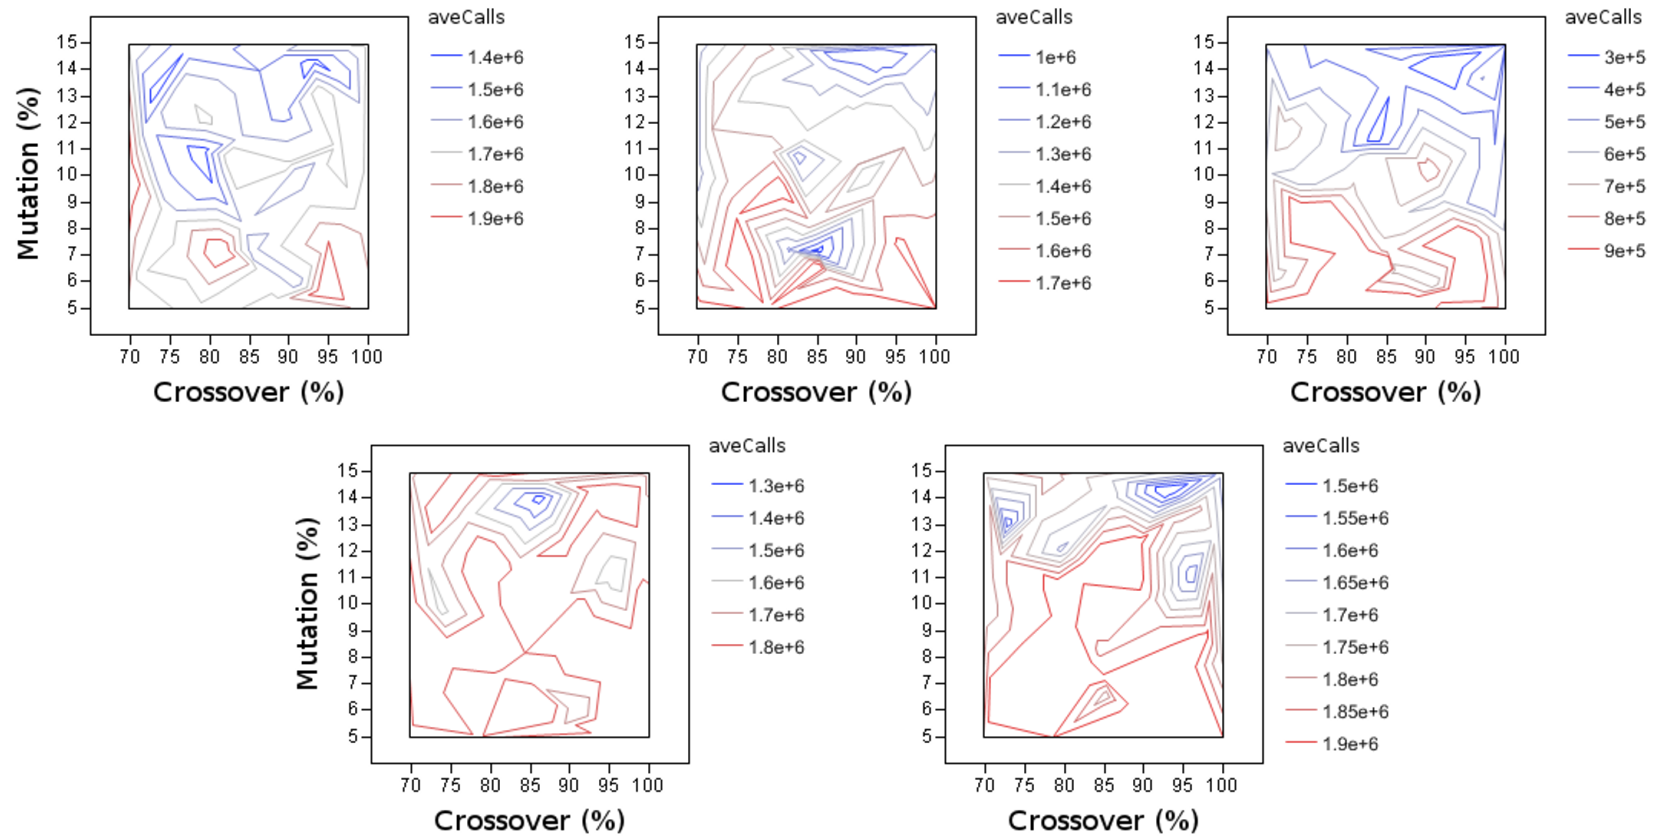 aveCalls
1.4e+6
1.5e+6
1.6e+6
1.7e+6
1.8e+6
1.9e+6
Mutation (%)
15
14
13
12
11
10
9
8
7
6
5
70 75 80 85 90 95 100
Crossover (%)
aveCalls
1e+6
1.1e+6
1.2e+6
1.3e+6
1.4e+6
1.5e+6
1.6e+6
1.7e+6
15
14
13
12
11
10
9
8
7
6
5
70 75 80 85 90 95 100
Crossover (%)
aveCalls
3e+5
4e+5
5e+5
6e+5
7e+5
8e+5
9e+5
15
14
13
12
11
10
9
8
7
6
5
70 75 80 85 90 95 100
Crossover (%)
aveCalls
1.3e+6
1.4e+6
1.5e+6
1.6e+6
1.7e+6
1.8e+6
Mutation (%)
15
14
13
12
11
10
9
8
7
6
5
70 75 80 85 90 95 100
Crossover (%)
aveCalls
1.5e+6
1.55e+6
1.6e+6
1.65e+6
1.7e+6
1.75e+6
1.8e+6
1.85e+6
1.9e+6
15
14
13
12
11
10
9
8
7
6
5
70 75 80 85 90 95 100
Crossover (%)